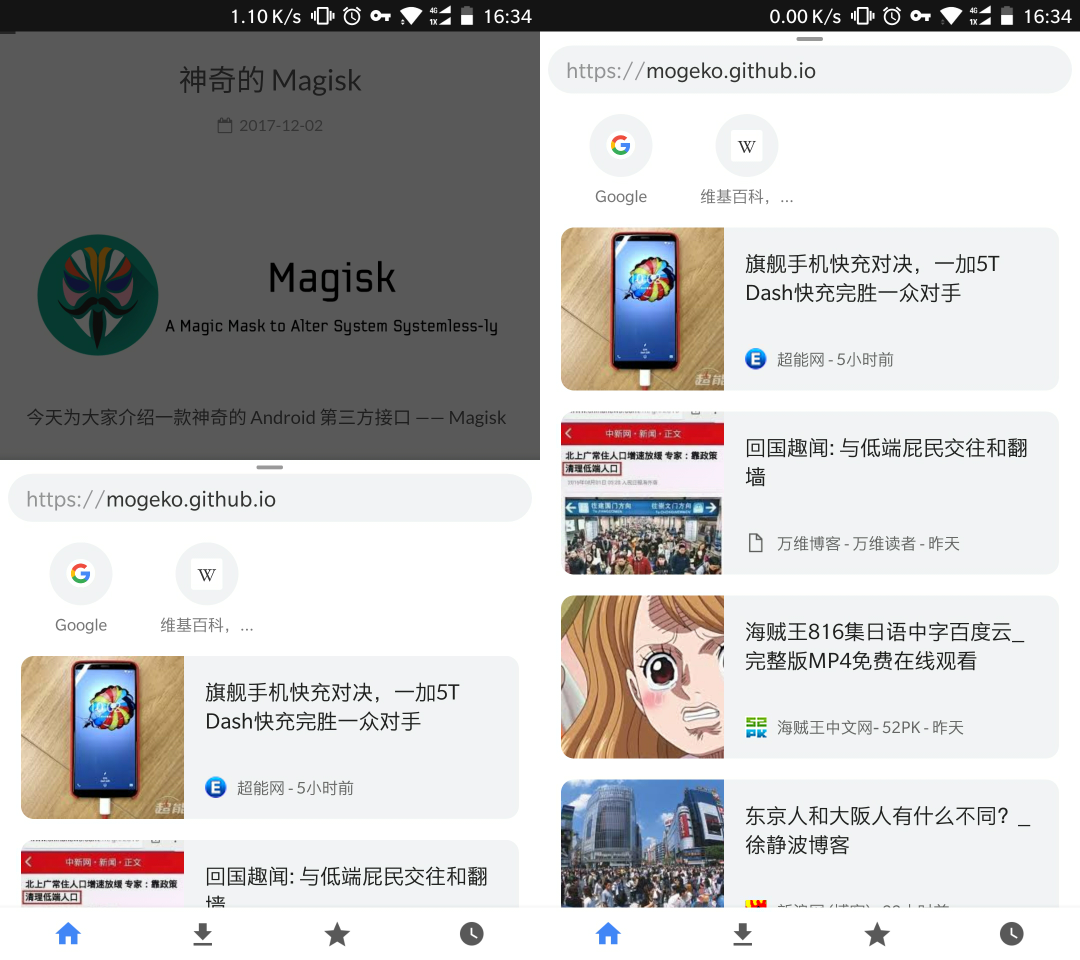 1.10 K/s 4G 1X 16:34
神奇的 Magisk
2017-12-02
Magisk
A Magic Mask to Alter System Systemless-ly
今天为大家介绍一款神奇的 Android 第三方接口 —— Magisk
https://mogeko.github.io
Google
维基百科，...
旗舰手机快充对决，一加5T
Dash快充完胜一众对手
超能网 - 5小时前
中新网·新闻·正文
北上广常住人口增速放缓 专家：靠政策
清理低端人口
回国趣闻: 与低端屁民交往和翻
墙
0.00 K/s 4G 1X 16:34
https://mogeko.github.io
Google
维基百科，...
旗舰手机快充对决，一加5T
Dash快充完胜一众对手
超能网 - 5小时前
中新网·新闻·正文
北上广常住人口增速放缓 专家：靠政策
清理低端人口
回国趣闻: 与低端屁民交往和翻
墙
万维博客 - 万维读者 - 昨天
海贼王816集日语中字百度云_
完整版MP4免费在线观看
52
PK
海贼王中文网- 52PK - 昨天
东京人和大阪人有什么不同？_
徐静波博客